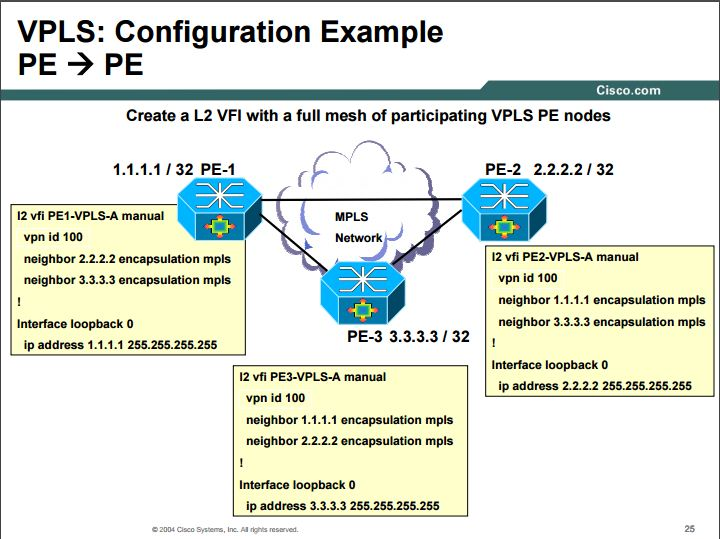 VPLS: Configuration Example
PE → PE
Cisco.com
Create a L2 VFI with a full mesh of participating VPLS PE nodes
1.1.1.1 / 32 PE-1
PE-2 2.2.2.2 / 32
MPLS
Network
l2 vfi PE1-VPLS-A manual
vpn id 100
neighbor 2.2.2.2 encapsulation mpls
neighbor 3.3.3.3 encapsulation mpls
!
Interface loopback 0
ip address 1.1.1.1 255.255.255.255
l2 vfi PE2-VPLS-A manual
vpn id 100
neighbor 1.1.1.1 encapsulation mpls
neighbor 3.3.3.3 encapsulation mpls
!
Interface loopback 0
ip address 2.2.2.2 255.255.255.255
PE-3 3.3.3.3 / 32
l2 vfi PE3-VPLS-A manual
vpn id 100
neighbor 1.1.1.1 encapsulation mpls
neighbor 2.2.2.2 encapsulation mpls
!
Interface loopback 0
ip address 3.3.3.3 255.255.255.255
© 2004 Cisco Systems, Inc. All rights reserved.
25